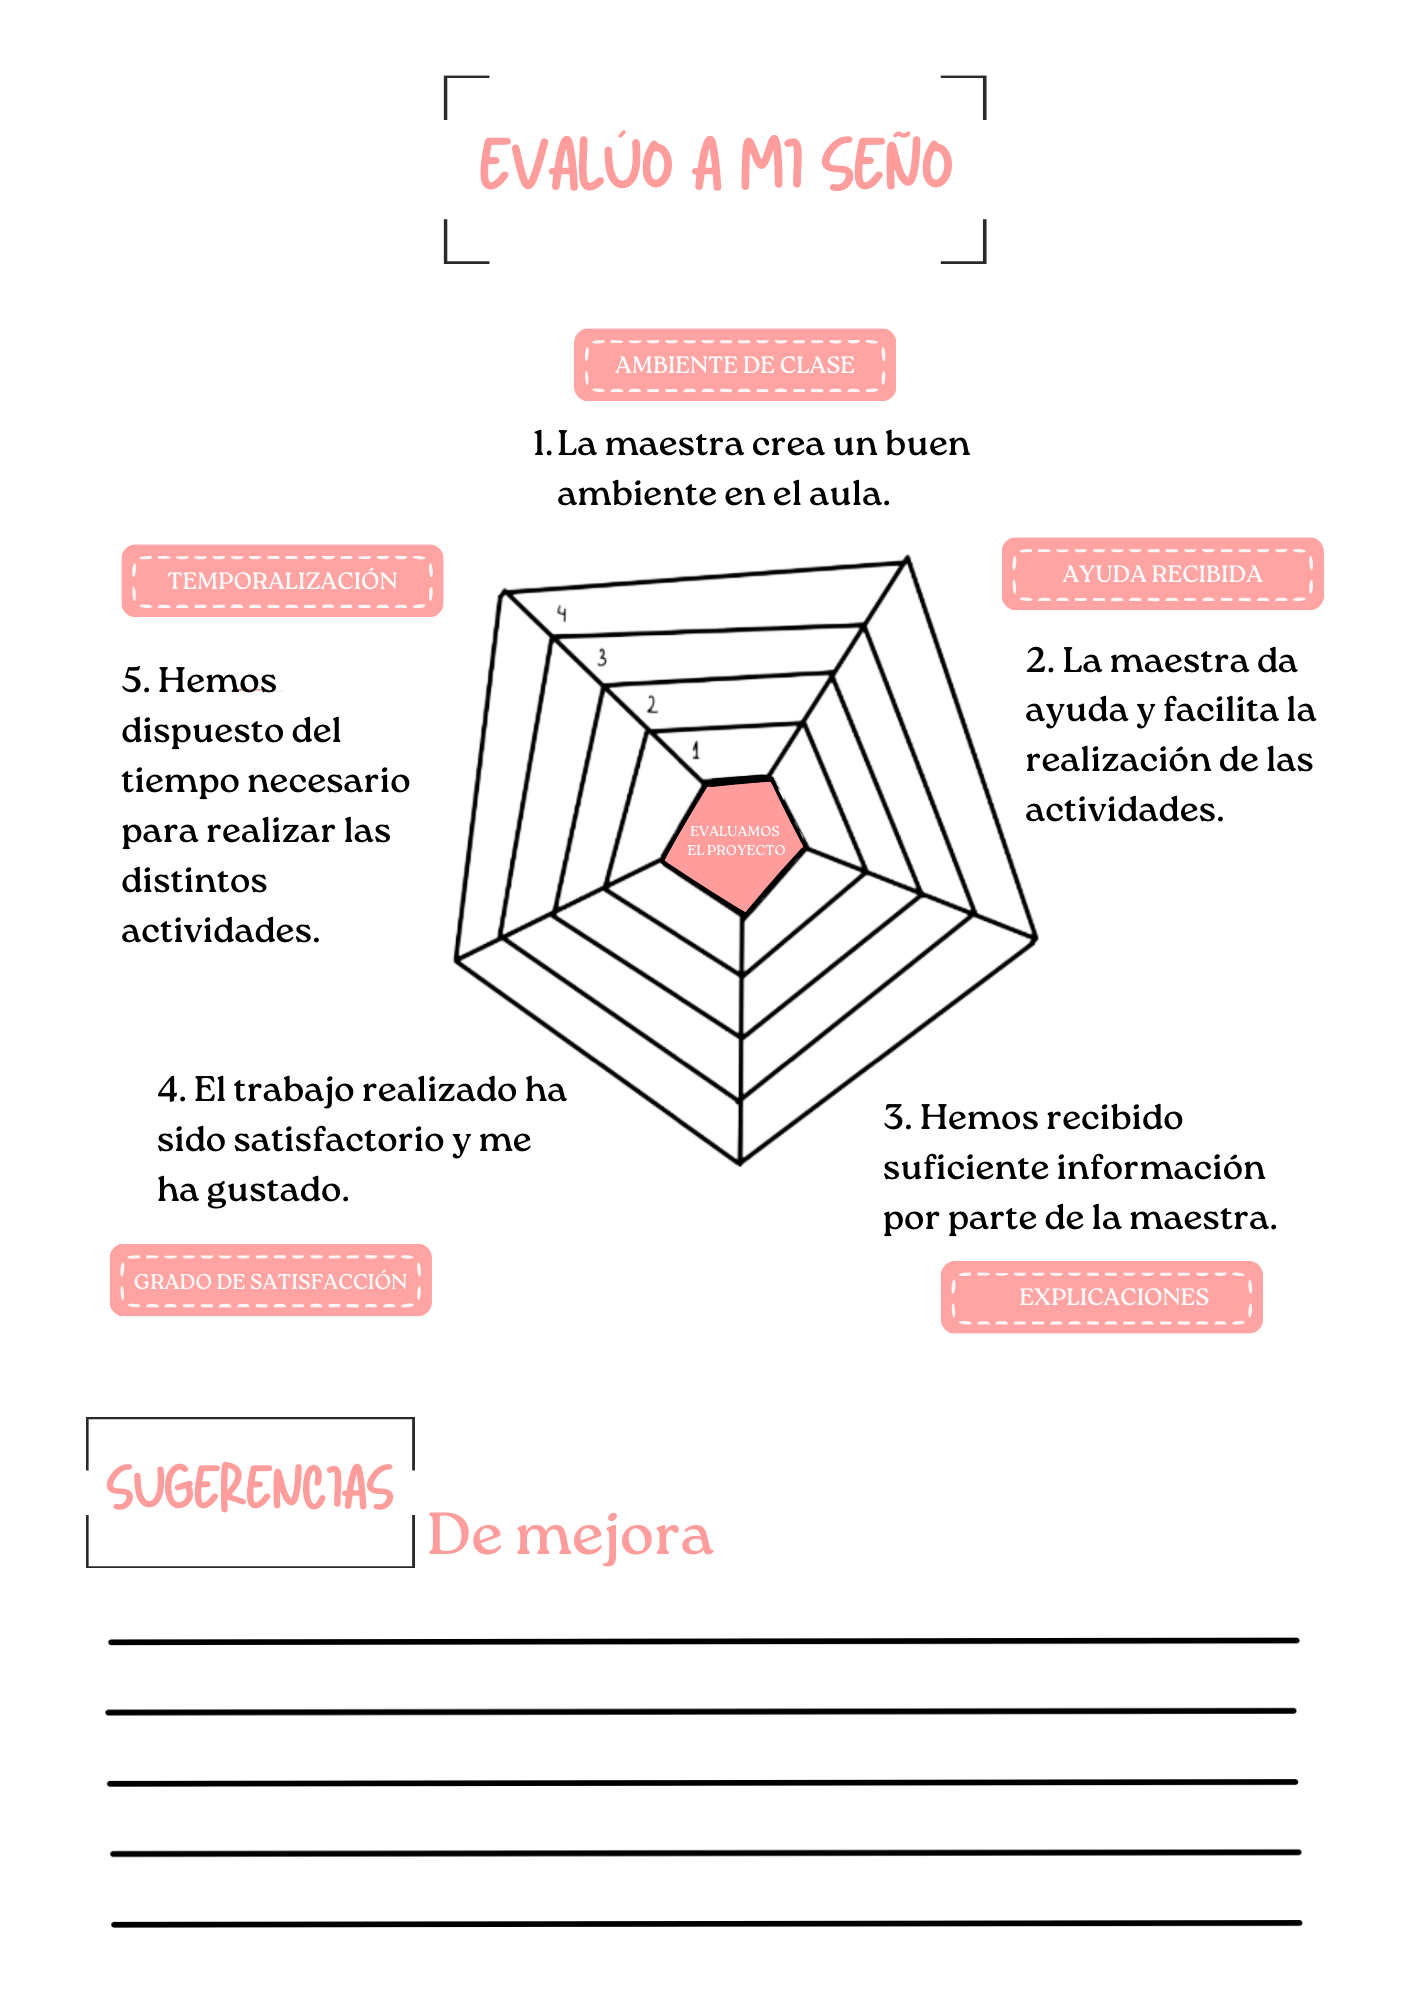 EVALÚO A MI SEÑO
AMBIENTE DE CLASE
1. La maestra crea un buen
ambiente en el aula.
AYUDA RECIBIDA
2. La maestra da
ayuda y facilita la
realización de las
actividades.
TEMPORALIZACIÓN
5. Hemos
dispuesto del
tiempo necesario
para realizar las
distintos
actividades.
4
3
2
1
EVALUAMOS
EL PROYECTO
4. El trabajo realizado ha
sido satisfactorio y me
ha gustado.
GRADO DE SATISFACCIÓN
3. Hemos recibido
suficiente información
por parte de la maestra.
EXPLICACIONES
SUGERENCIAS
De mejora